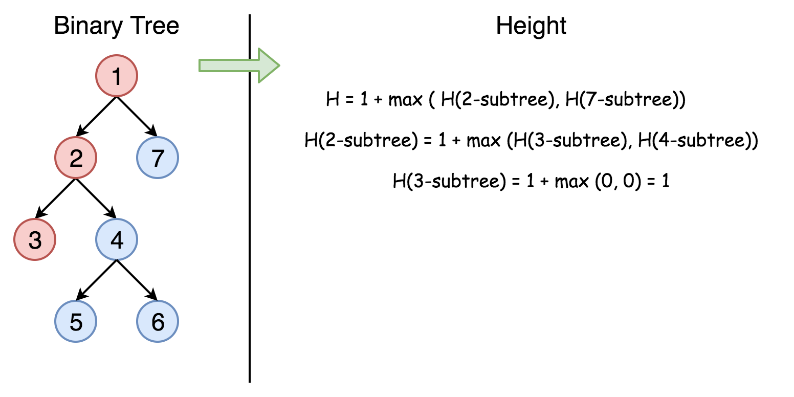 Binary Tree
Height
1
2
7
3
4
5
6
H = 1 + max ( H(2-subtree), H(7-subtree))
H(2-subtree) = 1 + max (H(3-subtree), H(4-subtree))
H(3-subtree) = 1 + max (0, 0) = 1